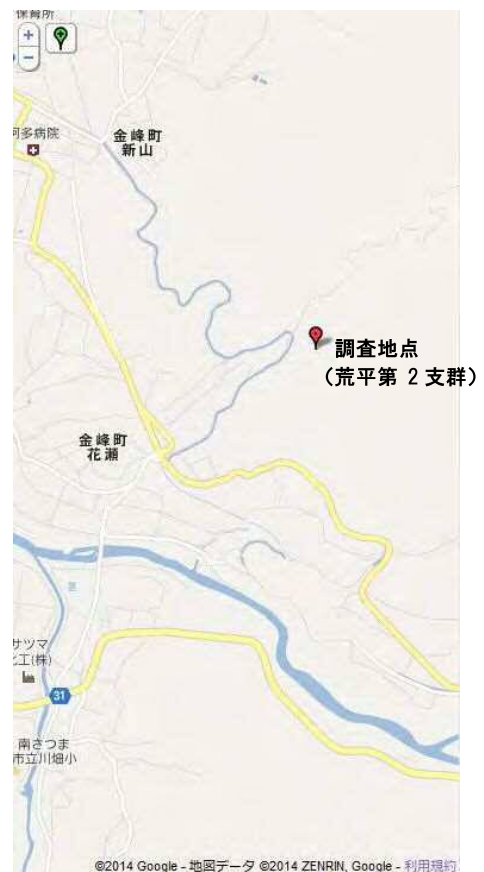 保育所
+
−
阿多病院
金峰町
新山
調査地点
（荒平第 2 支群）
金峰町
花瀬
サツマ
化工(株)
31
南さつま
市立川畑小
©2014 Google - 地図データ ©2014 ZENRIN, Google - 利用規約